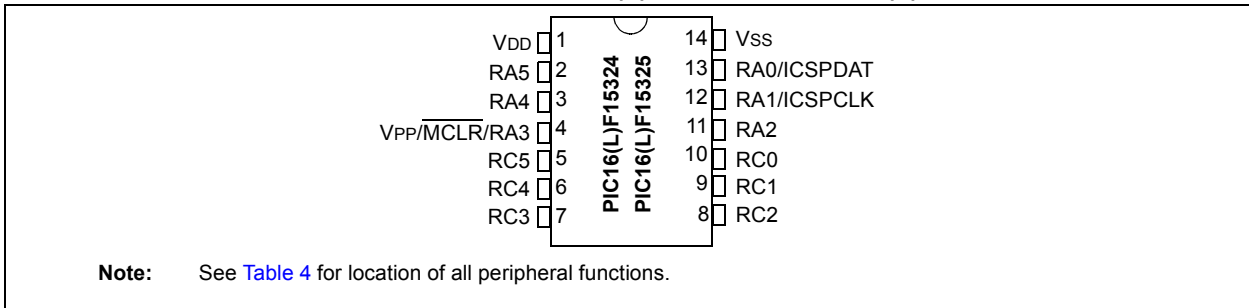 VDD 1 14 VSS
RA5 2 13 RA0/ICSPDAT
RA4 3 12 RA1/ICSPCLK
VPP/MCLR/RA3 4 11 RA2
RC5 5 10 RC0
RC4 6 9 RC1
RC3 7 8 RC2
PIC16(L)F15324
PIC16(L)F15325
Note: See Table 4 for location of all peripheral functions.